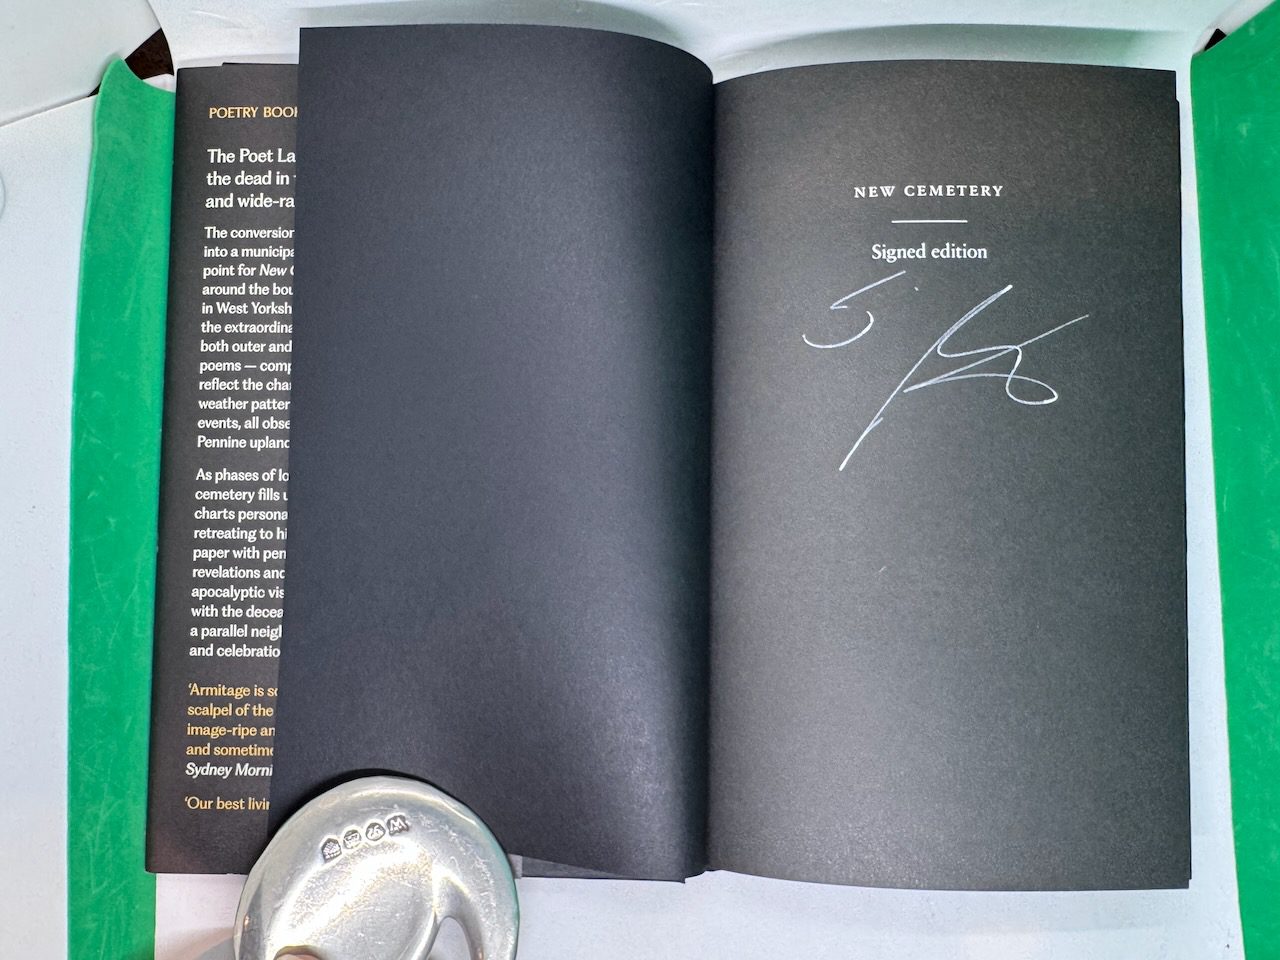 POETRY BOO
The Poet La
the dead in
and wide-ra
The conversion
into a municipa
point for New
around the bou
in West Yorksh
the extraordina
both outer and
poems — comp
reflect the cha
weather patter
events, all obse
Pennine upland
As phases of lo
cemetery fills u
charts persona
retreating to hi
paper with pen
revelations and
apocalyptic vis
with the decea
a parallel neigh
and celebratio
‘Armitage is so
scalpel of the
image-ripe an
and sometime
Sydney Morni
‘Our best livin
NEW CEMETERY
Signed edition